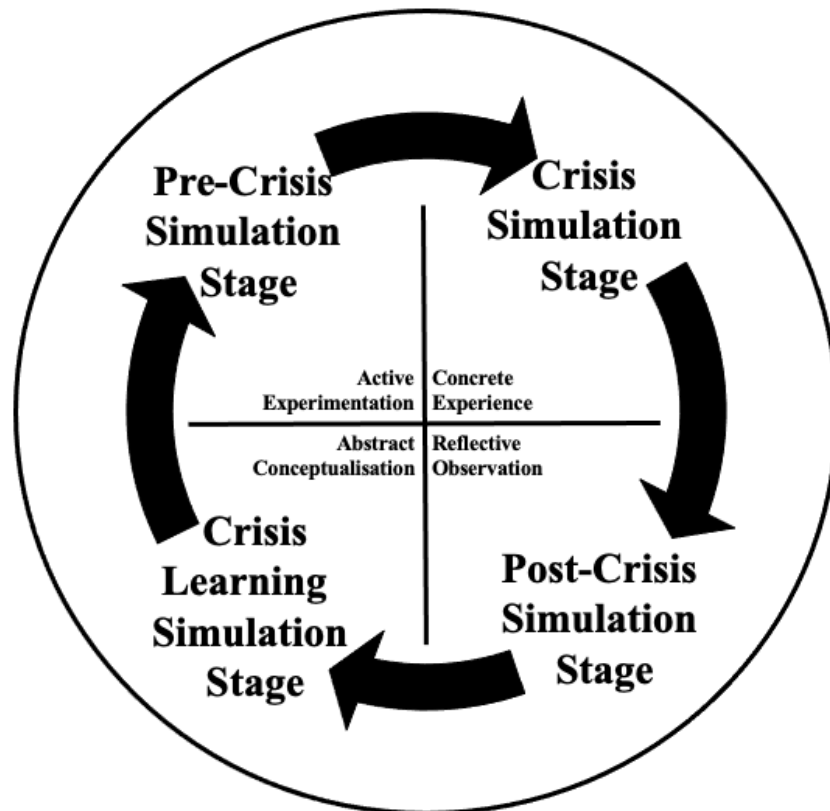 Pre-Crisis
Simulation
Stage
Crisis
Simulation
Stage
Active
Experimentation
Concrete
Experience
Abstract
Conceptualisation
Reflective
Observation
Crisis
Learning
Simulation
Stage
Post-Crisis
Simulation
Stage